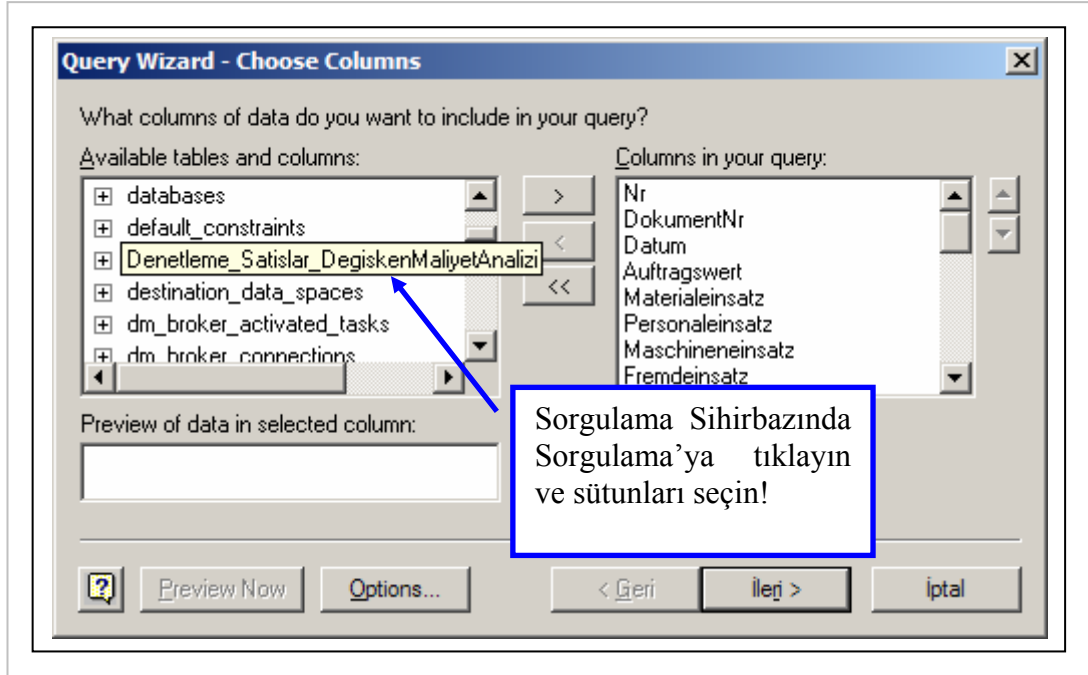 Query Wizard - Choose Columns
What columns of data do you want to include in your query?
Available tables and columns:
databases
default_constraints
Denetleme_Satislar_DegiskenMaliyetAnalizi
destination_data_spaces
dm_broker_activated_tasks
dm_broker_connections
>
<
<<
Columns in your query:
Nr
DokumentNr
Datum
Auftragswert
Materialeinsatz
Personaleinsatz
Maschineneinsatz
Fremdeinsatz
Preview of data in selected column:
Sorgulama Sihirbazında
Sorgulama’ya tıklayın
ve sütunları seçin!
Preview Now
Options...
< Geri
İleri >
İptal